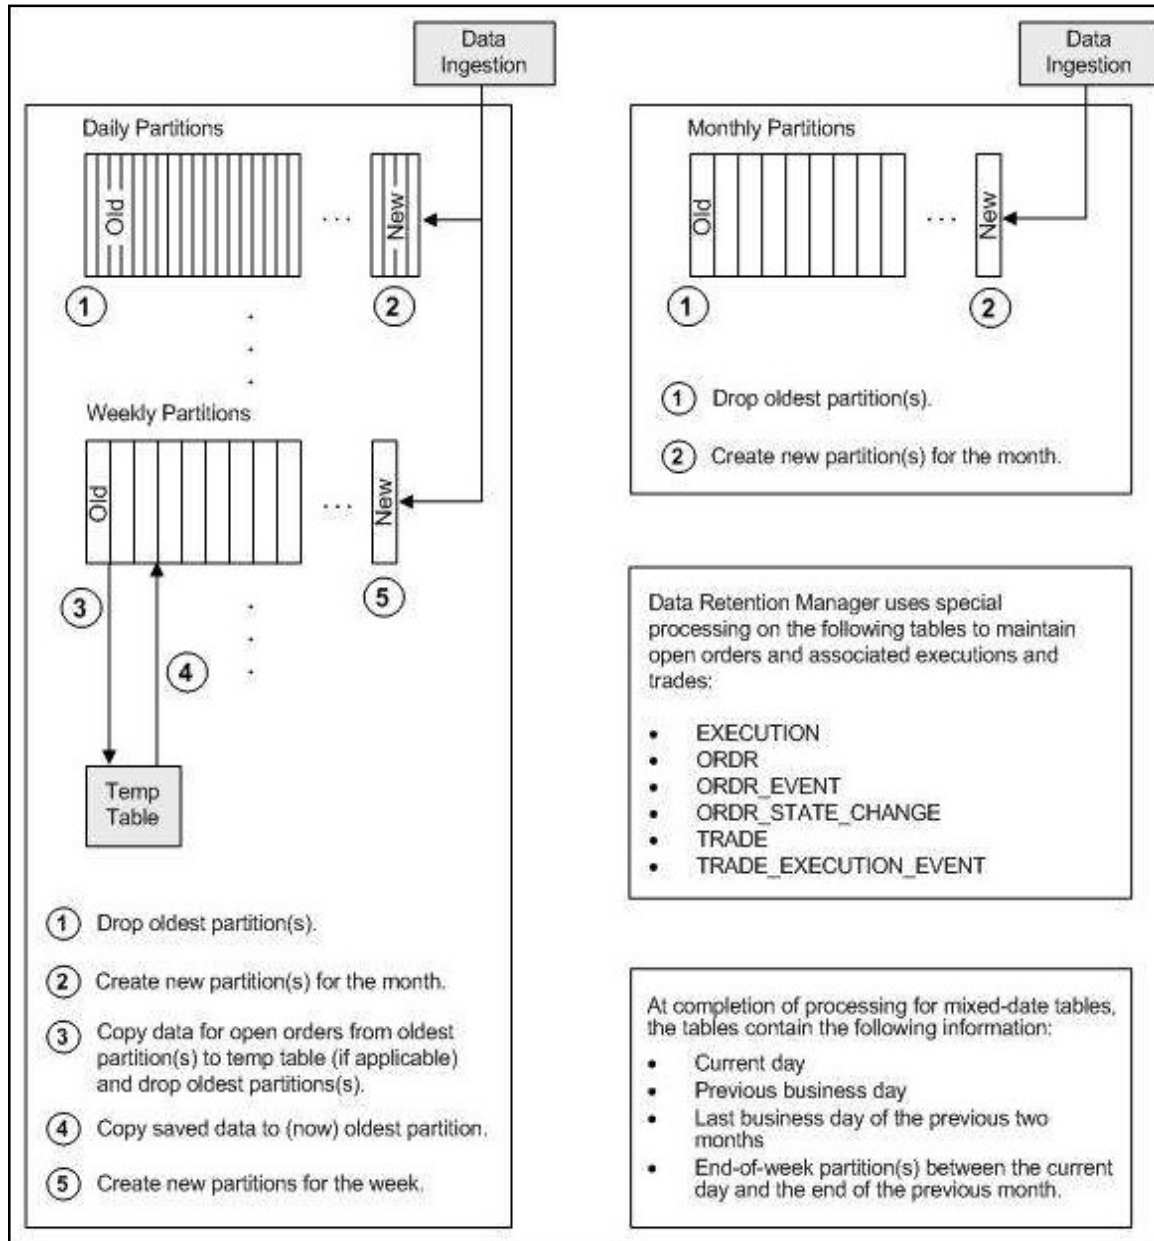 Data
Ingestion
Daily Partitions
Old
. . .
New
1
2
Weekly Partitions
Old
. . .
New
3
4
5
Temp
Table
1 Drop oldest partition(s).
2 Create new partition(s) for the month.
3 Copy data for open orders from oldest
partition(s) to temp table (if applicable)
and drop oldest partitions(s).
4 Copy saved data to (now) oldest partition.
5 Create new partitions for the week.
Data
Ingestion
Monthly Partitions
Old
. . .
New
1
2
1 Drop oldest partition(s).
2 Create new partition(s) for the month.
Data Retention Manager uses special
processing on the following tables to maintain
open orders and associated executions and
trades:
• EXECUTION
• ORDR
• ORDR_EVENT
• ORDR_STATE_CHANGE
• TRADE
• TRADE_EXECUTION_EVENT
At completion of processing for mixed-date tables,
the tables contain the following information:
• Current day
• Previous business day
• Last business day of the previous two
months
• End-of-week partition(s) between the current
day and the end of the previous month.